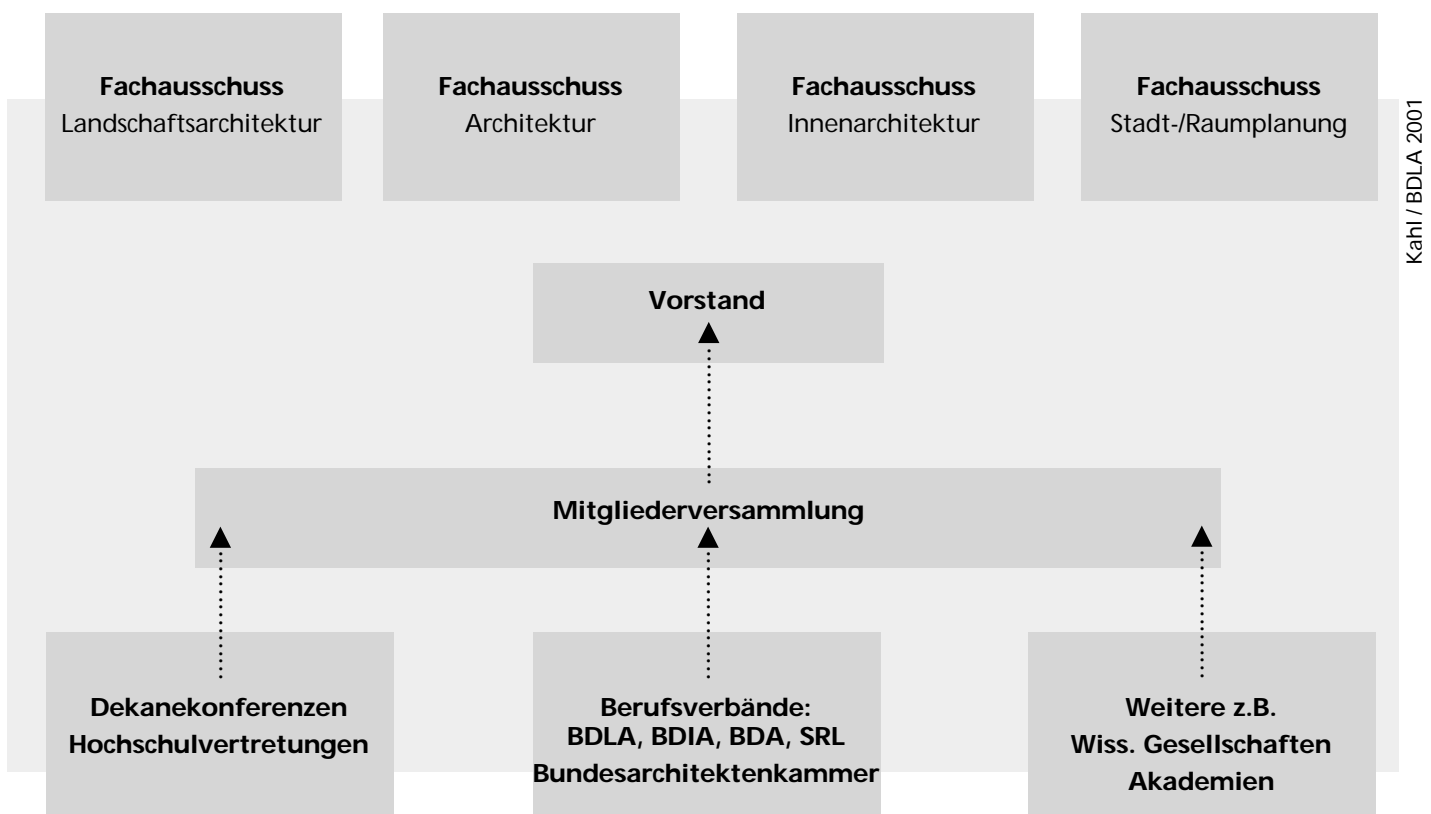 Fachausschuss
Landschaftsarchitektur
Fachausschuss
Architektur
Fachausschuss
Innenarchitektur
Fachausschuss
Stadt-/Raumplanung
Kahl / BDLA 2001
Vorstand
Mitgliederversammlung
Dekanekonferenzen
Hochschulvertretungen
Berufsverbände:
BDLA, BDIA, BDA, SRL
Bundesarchitektenkammer
Weitere z.B.
Wiss. Gesellschaften
Akademien